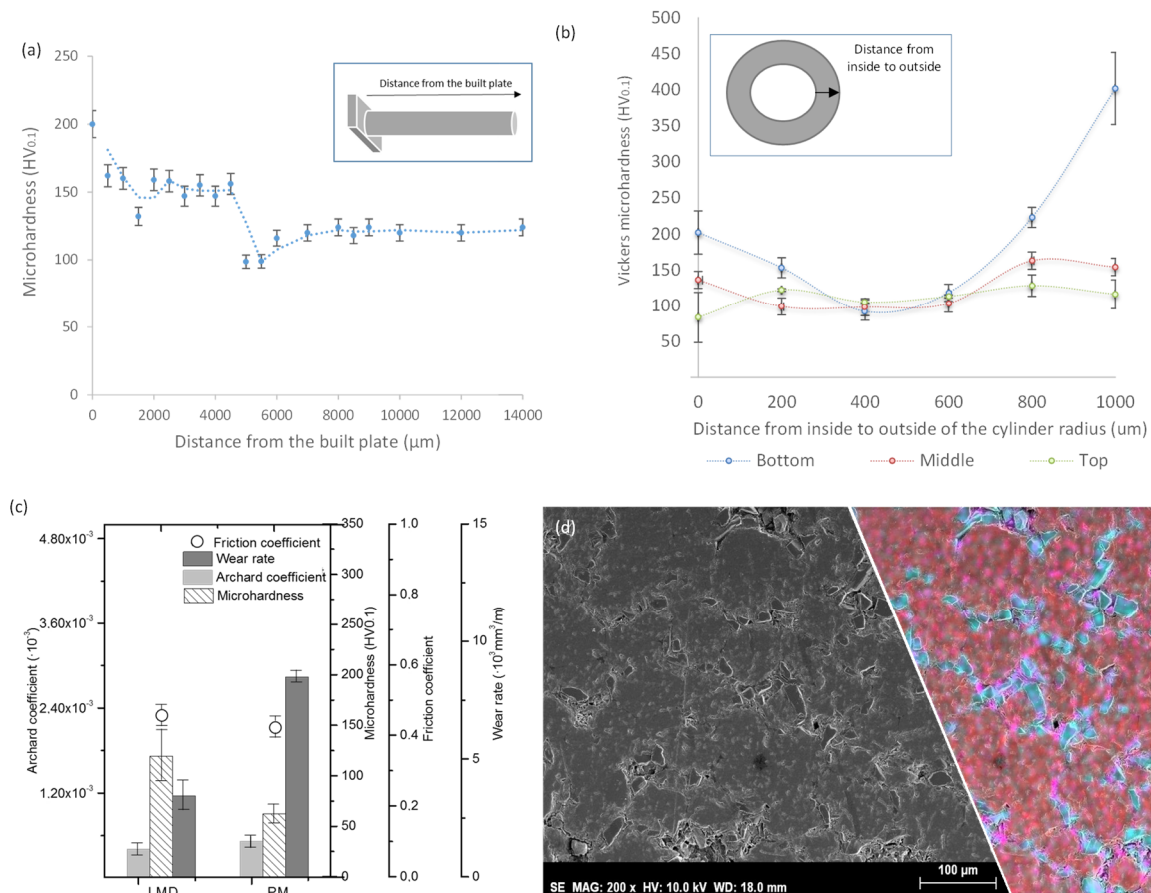 (a)
250
200
150
100
50
0
Microhardness (HV0.1)
Distance from the built plate
0 2000 4000 6000 8000 10000 12000 14000
Distance from the built plate (µm)
(b)
500
450
400
350
300
250
200
150
100
50
Vickers microhardness (HV0.1)
Distance from
inside to outside
0 200 400 600 800 1000
Distance from inside to outside of the cylinder radius (um)
Bottom Middle Top
(c)
4.80x10⁻³
3.60x10⁻³
2.40x10⁻³
1.20x10⁻³
Archard coefficient (·10⁻³)
Friction coefficient
Wear rate
Archard coefficient
Microhardness
LMD RM
350
300
250
200
150
100
50
0
Microhardness (HV0.1)
1.0
0.8
0.6
0.4
0.2
0.0
Friction coefficient
15
10
5
0
Wear rate (·10³mm³/m)
(d)
SE MAG: 200 x HV: 10.0 kV WD: 18.0 mm
100 µm